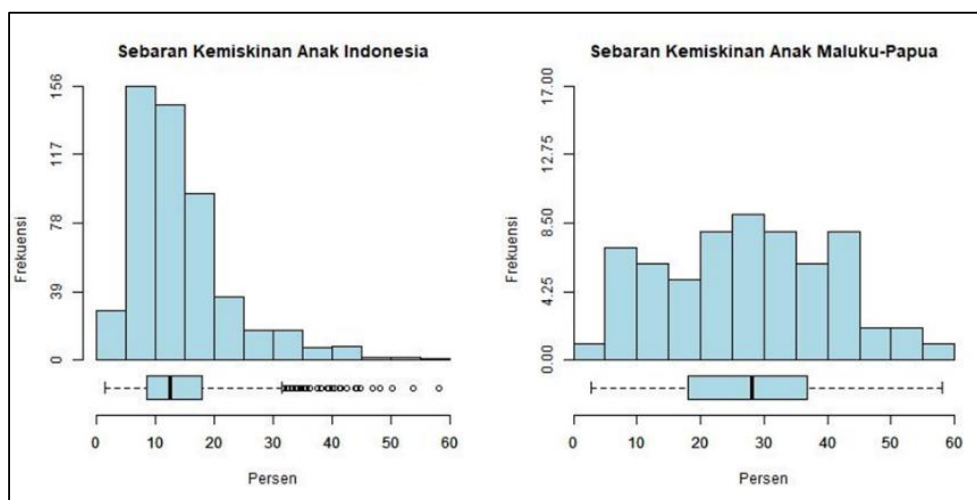 Sebaran Kemiskinan Anak Indonesia
Frekuensi
156
117
78
39
0
0 10 20 30 40 50 60
Persen
Sebaran Kemiskinan Anak Maluku-Papua
Frekuensi
17.00
12.75
8.50
4.25
0.00
0 10 20 30 40 50 60
Persen